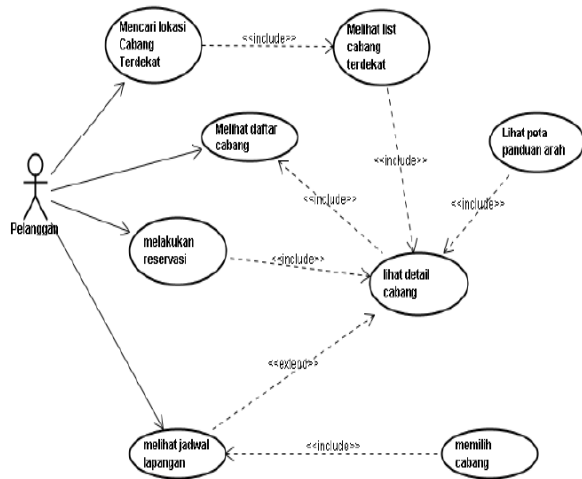 Mencari lokasi
Cabang
Terdekat
<<include>>
Melihat list
cabang
terdekat
Melihat daftar
cabang
<<include>>
Lihat peta
panduan arah
<<include>>
<<include>>
Pelanggan
melakukan
reservasi
<<include>>
lihat detail
cabang
<<extend>>
melihat jadwal
lapangan
<<include>>
memilih
cabang